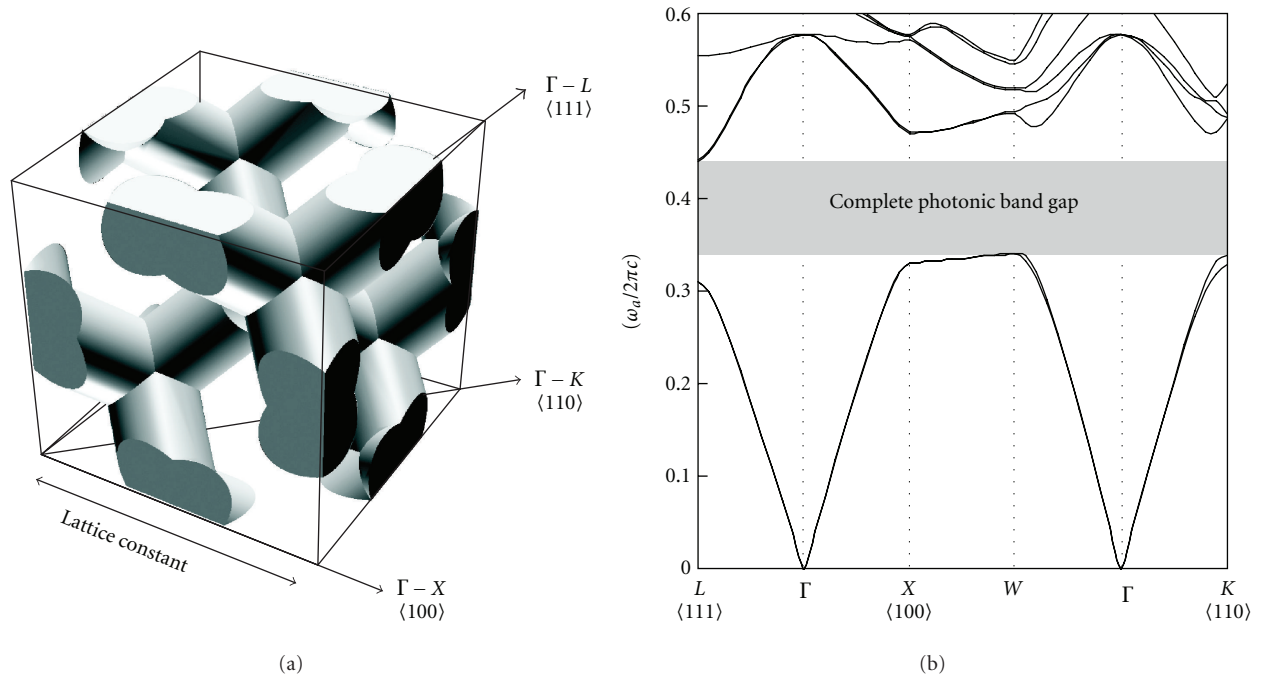 Γ − L
⟨111⟩
Γ − K
⟨110⟩
Lattice constant
Γ − X
⟨100⟩
(a)
0.6
0.5
0.4
0.3
0.2
0.1
0
(ωₐ/2πc)
Complete photonic band gap
L
⟨111⟩
Γ
X
⟨100⟩
W
Γ
K
⟨110⟩
(b)